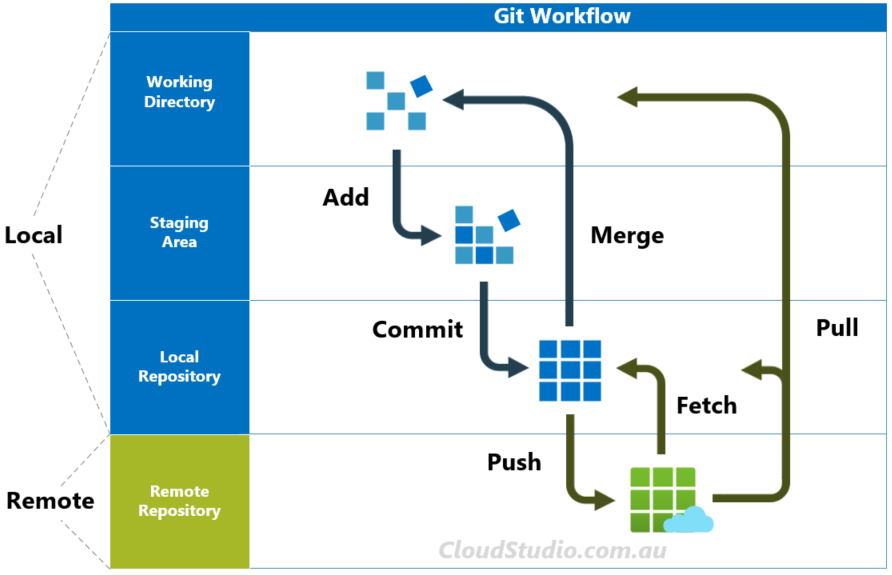 Git Workflow
Working
Directory
Add
Staging
Area
Local
Merge
Commit
Pull
Local
Repository
Fetch
Push
Remote
Remote
Repository
CloudStudio.com.au